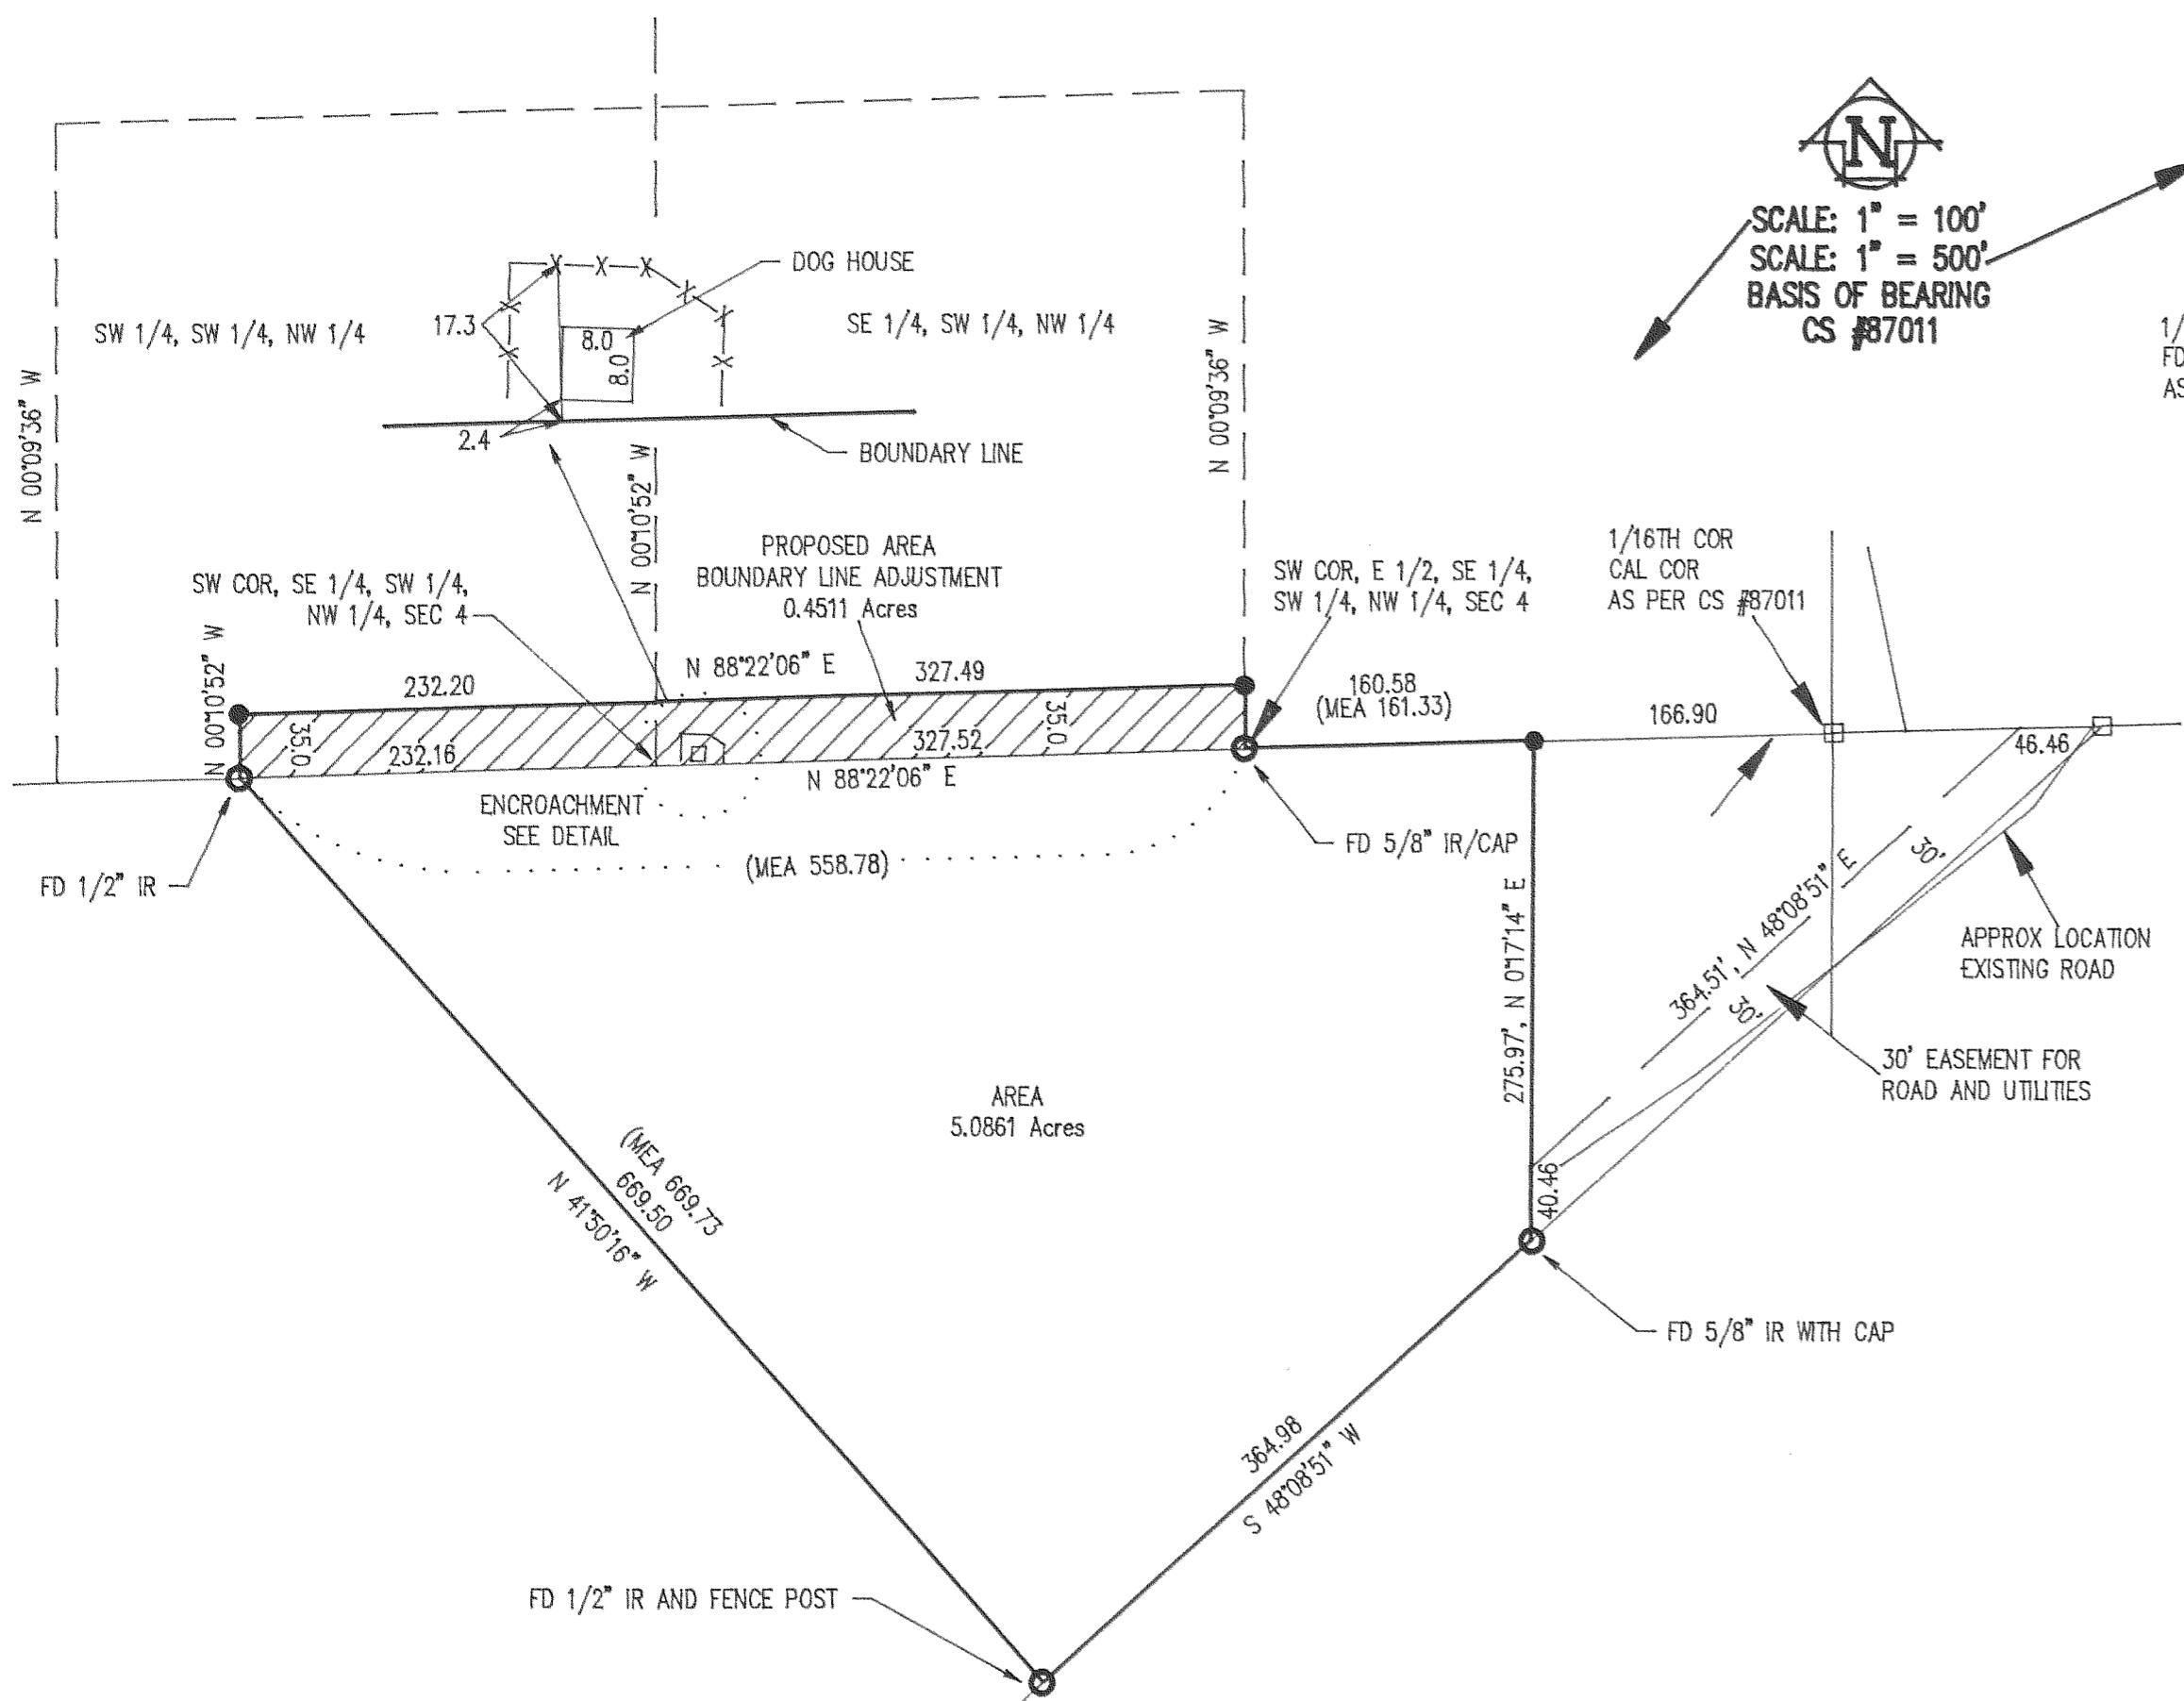 N
SCALE: 1" = 100'
SCALE: 1" = 500'
BASIS OF BEARING
CS #87011
1/
FD
AS
DOG HOUSE
17.3
8.0
8.0
2.4
BOUNDARY LINE
SW 1/4, SW 1/4, NW 1/4
SE 1/4, SW 1/4, NW 1/4
N 00°09'36" W
N 00°09'36" W
N 00°10'52" W
PROPOSED AREA
BOUNDARY LINE ADJUSTMENT
0.4511 Acres
SW COR, SE 1/4, SW 1/4,
NW 1/4, SEC 4
SW COR, E 1/2, SE 1/4,
SW 1/4, NW 1/4, SEC 4
1/16TH COR
CAL COR
AS PER CS #87011
N 00°10'52" W
232.20
N 88°22'06" E
327.49
160.58
(MEA 161.33)
166.90
46.46
35.0
232.16
327.52
35.0
N 88°22'06" E
ENCROACHMENT
SEE DETAIL
(MEA 558.78)
FD 1/2" IR
FD 5/8" IR/CAP
275.97', N 0°17'14" E
364.51', N 48°08'51" E
30'
30'
APPROX LOCATION
EXISTING ROAD
30' EASEMENT FOR
ROAD AND UTILITIES
AREA
5.0861 Acres
40.46
(MEA 669.73
669.50
N 41°50'16" W
FD 5/8" IR WITH CAP
364.98
S 48°08'51" W
FD 1/2" IR AND FENCE POST